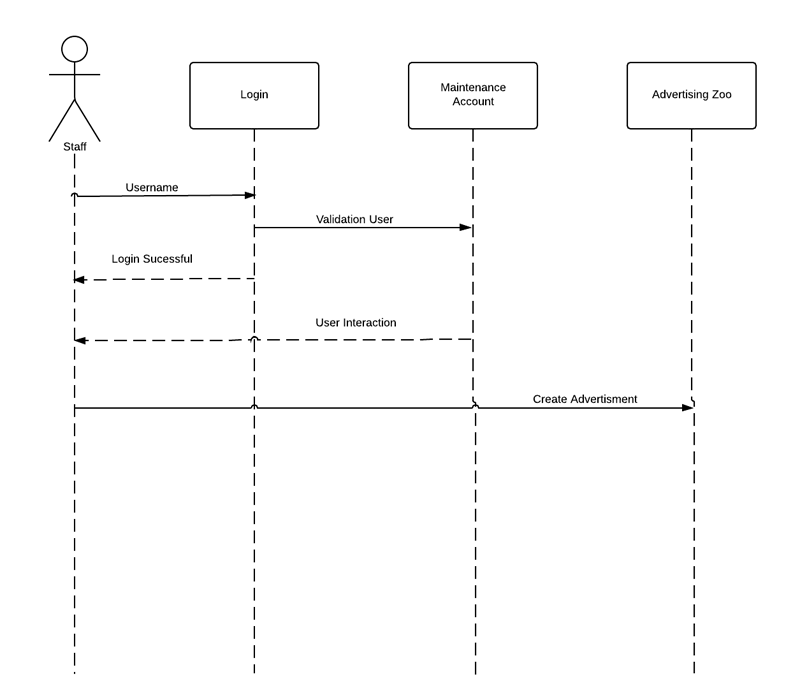 Login
Maintenance
Account
Advertising Zoo
Staff
Username
Validation User
Login Sucessful
User Interaction
Create Advertisment